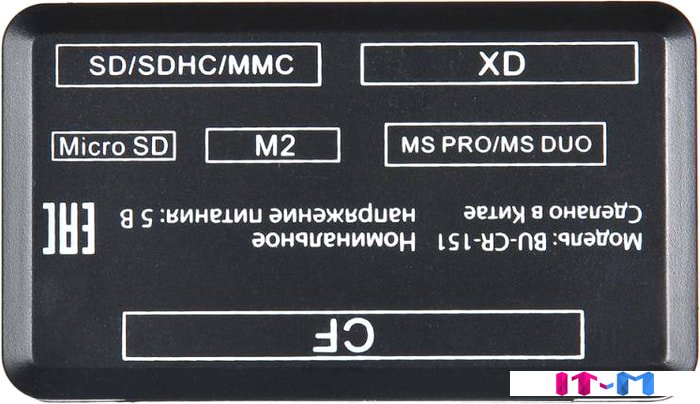 SD/SDHC/MMC
XD
Micro SD
M2
MS PRO/MS DUO
Модель: BU-CR-151
Сделано в Китае
Номинальное
напряжение питания: 5 В
EAC
CF
IT-M